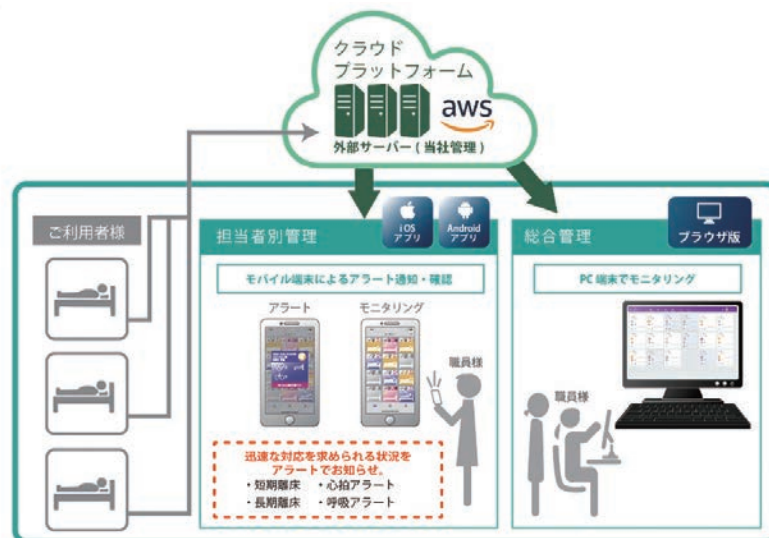 クラウド
プラットフォーム
aws
外部サーバー(当社管理)
ご利用者様
担当者別管理
iOS
アプリ
Android
アプリ
モバイル端末によるアラート通知・確認
アラート
モニタリング
職員様
迅速な対応を求められる状況を
アラートでお知らせ。
・短期離床 ・心拍アラート
・長期離床 ・呼吸アラート
総合管理
ブラウザ版
PC端末でモニタリング
職員様